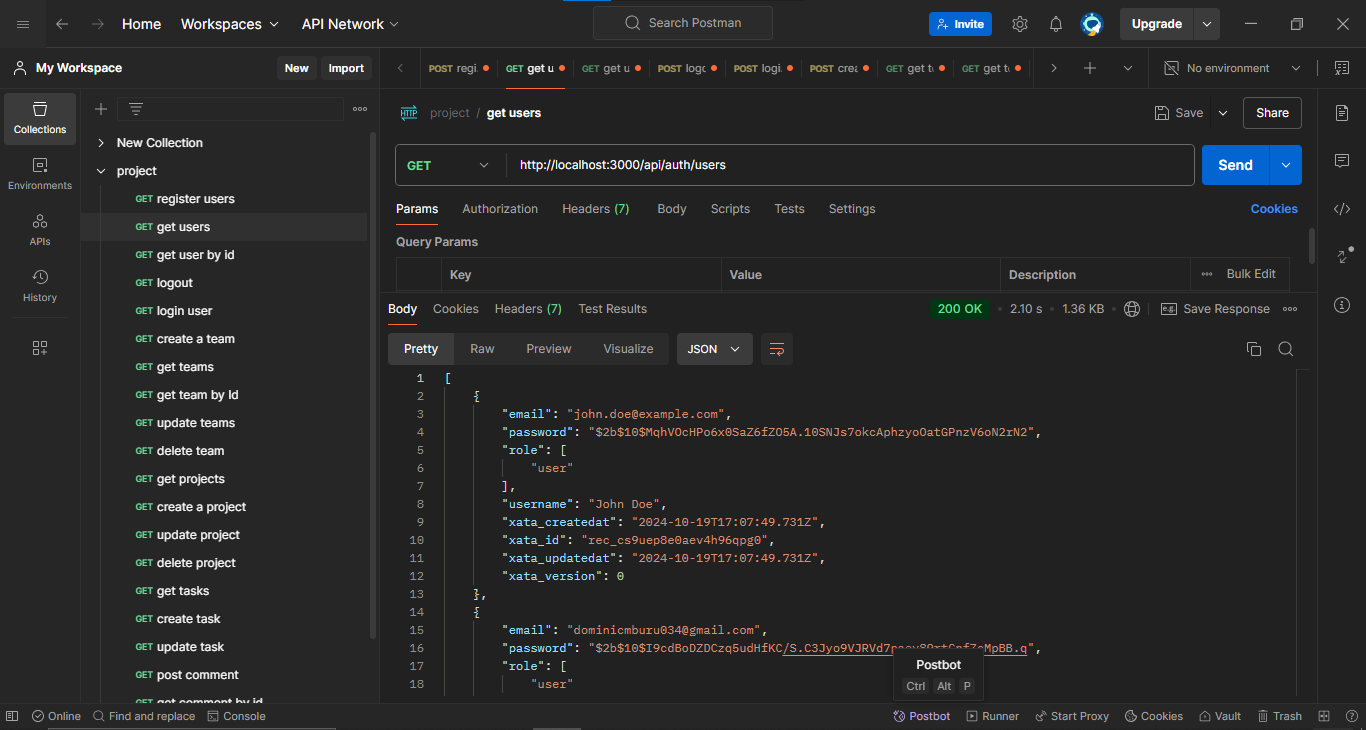 Home Workspaces API Network Search Postman Invite Upgrade
My Workspace New Import
POST regi. GET get u GET get u POST logo POST logi. POST crea GET get t GET get t No environment
Collections
Environments
APIs
History
New Collection
project
GET register users
GET get users
GET get user by id
GET logout
GET login user
GET create a team
GET get teams
GET get team by Id
GET update teams
GET delete team
GET get projects
GET create a project
GET update project
GET delete project
GET get tasks
GET create task
GET update task
GET post comment
GET get comment by id
HTTP project / get users Save Share
GET http://localhost:3000/api/auth/users Send
Params Authorization Headers (7) Body Scripts Tests Settings Cookies
Query Params
Key Value Description Bulk Edit
Body Cookies Headers (7) Test Results 200 OK 2.10 s 1.36 KB e.g. Save Response
Pretty Raw Preview Visualize JSON
1 [
2 {
3 "email": "john.doe@example.com",
4 "password": "$2b$10$MqhVOcHPo6x0SaZ6fZO5A.10SNJs7okcAphzyoOatGPnzV6oN2rN2",
5 "role": [
6 "user"
7 ],
8 "username": "John Doe",
9 "xata_createdat": "2024-10-19T17:07:49.731Z",
10 "xata_id": "rec_cs9uep8e0aev4h96qpg0",
11 "xata_updatedat": "2024-10-19T17:07:49.731Z",
12 "xata_version": 0
13 },
14 {
15 "email": "dominicmburu034@gmail.com",
16 "password":
17 "role": [
18 "user"
Postbot
Ctrl Alt P
Online Find and replace Console Postbot Runner Start Proxy Cookies Vault Trash